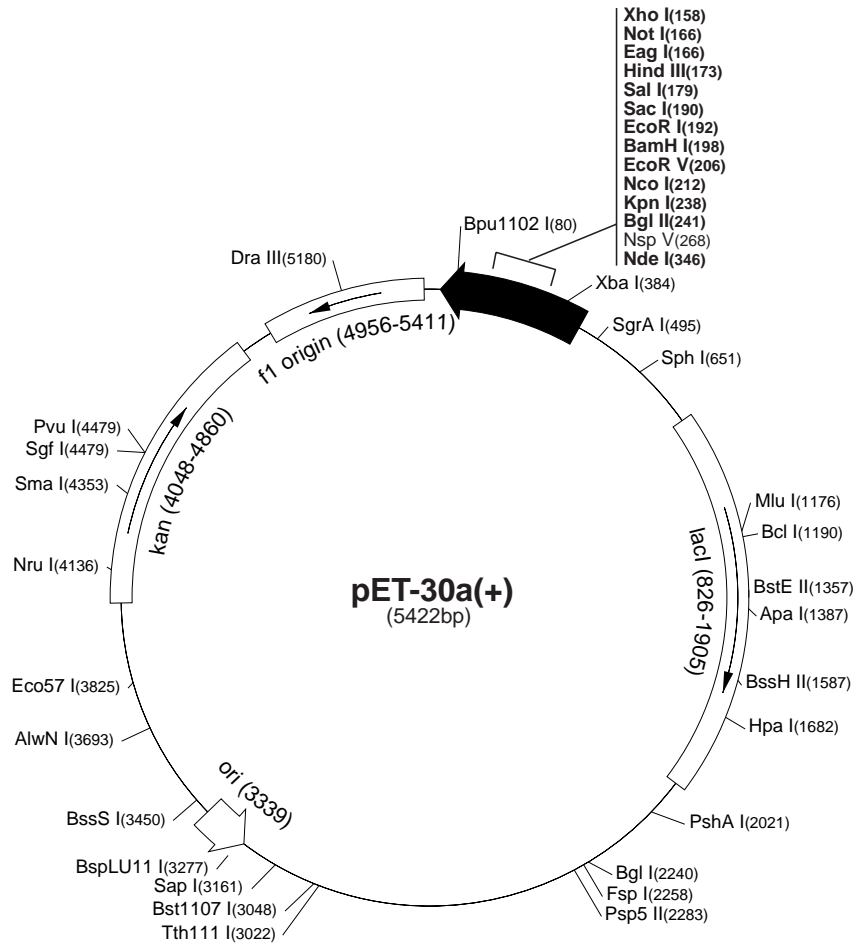 Xho I(158)
Not I(166)
Eag I(166)
Hind III(173)
Sal I(179)
Sac I(190)
EcoR I(192)
BamH I(198)
EcoR V(206)
Nco I(212)
Kpn I(238)
Bgl II(241)
Nsp V(268)
Nde I(346)
Bpu1102 I(80)
Dra III(5180)
Xba I(384)
SgrA I(495)
Sph I(651)
f1 origin (4956-5411)
Pvu I(4479)
Sgf I(4479)
Sma I(4353)
kan (4048-4860)
Nru I(4136)
Mlu I(1176)
Bcl I(1190)
BstE II(1357)
Apa I(1387)
lacI (826-1905)
pET-30a(+)
(5422bp)
BssH II(1587)
Hpa I(1682)
Eco57 I(3825)
AlwN I(3693)
ori (3339)
BssS I(3450)
PshA I(2021)
BspLU11 I(3277)
Sap I(3161)
Bst1107 I(3048)
Tth111 I(3022)
Bgl I(2240)
Fsp I(2258)
Psp5 II(2283)